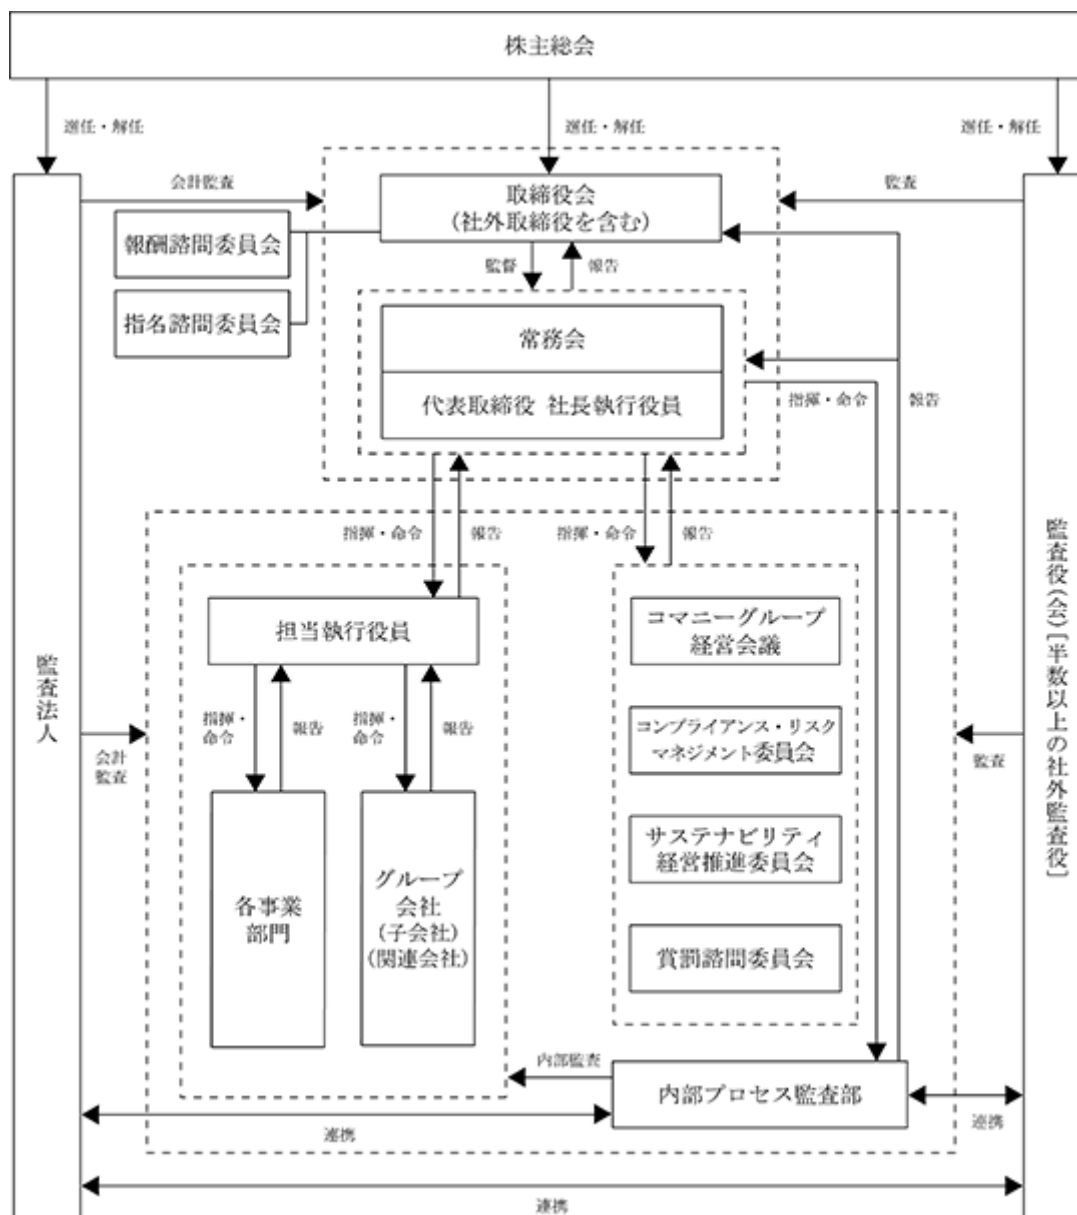 株主総会
選任・解任
選任・解任
選任・解任
会計監査
取締役会
(社外取締役を含む)
監査
報酬諮問委員会
監督
報告
指名諮問委員会
常務会
代表取締役 社長執行役員
指揮・命令
報告
指揮・命令
報告
指揮・命令
報告
担当執行役員
コマニーグループ
経営会議
監査法人
監査役(会)〔半数以上の社外監査役〕
指揮・
命令
報告
指揮・
命令
報告
コンプライアンス・リスク
マネジメント委員会
会計
監査
監査
各事業
部門
グループ
会社
(子会社)
(関連会社)
サステナビリティ
経営推進委員会
賞罰諮問委員会
内部監査
内部プロセス監査部
連携
連携
連携